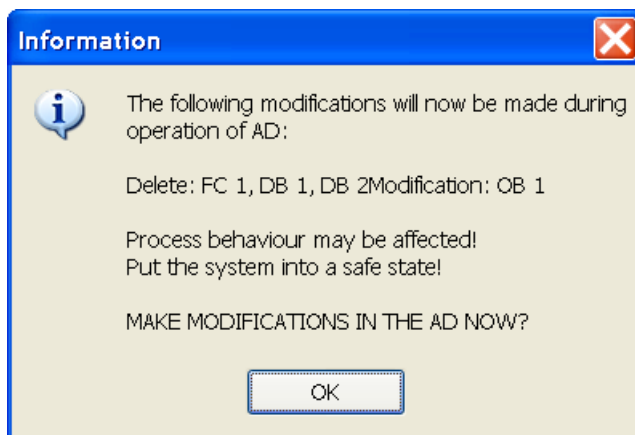 Information
The following modifications will now be made during
operation of AD:
Delete: FC 1, DB 1, DB 2Modification: OB 1
Process behaviour may be affected!
Put the system into a safe state!
MAKE MODIFICATIONS IN THE AD NOW?
OK